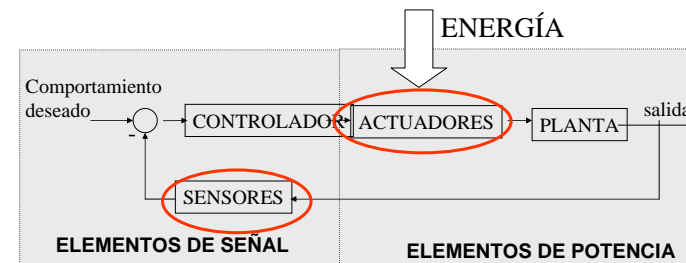 ENERGÍA
Comportamiento
deseado
-
CONTROLADOR
ACTUADORES
PLANTA
salida
SENSORES
ELEMENTOS DE SEÑAL
ELEMENTOS DE POTENCIA